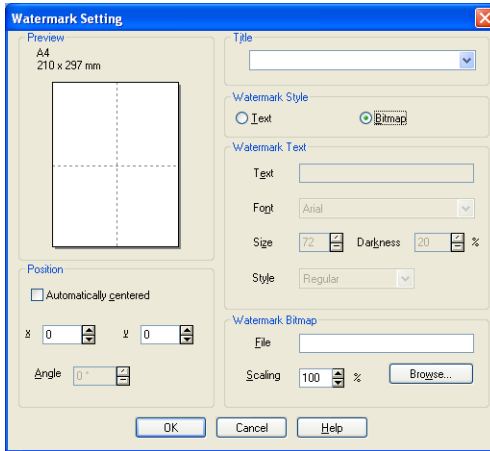 Watermark Setting
Preview
A4
210 x 297 mm
Title
Watermark Style
Text
Bitmap
Watermark Text
Text
Font Arial
Size 72 Darkness 20 %
Style Regular
Position
Automatically centered
x 0 y 0
Angle 0 °
Watermark Bitmap
File
Scaling 100 % Browse...
OK Cancel Help